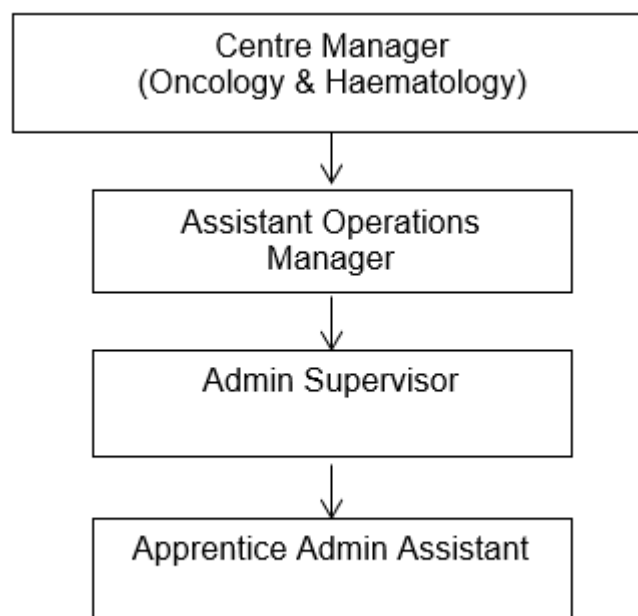 Centre Manager
(Oncology & Haematology)
Assistant Operations
Manager
Admin Supervisor
Apprentice Admin Assistant